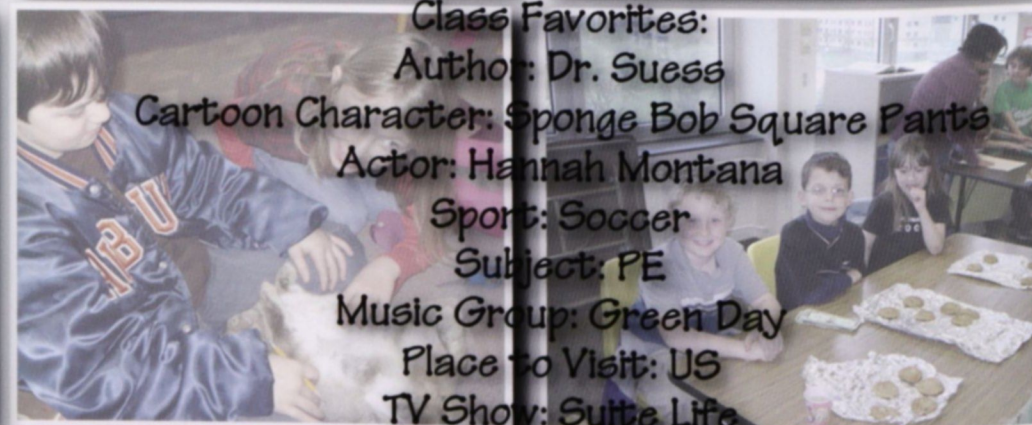 Class Favorites:
Author: Dr. Suess
Cartoon Character: Sponge Bob Square Pants
Actor: Hannah Montana
Sport: Soccer
Subject: PE
Music Group: Green Day
Place to Visit: US
TV Show: Suite Life
ABU